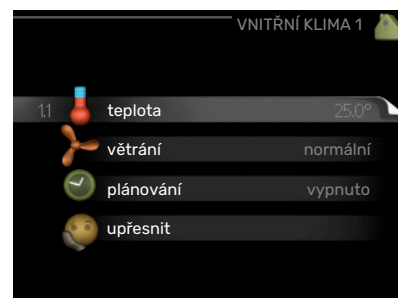 VNITŘNÍ KLIMA 1
1.1 teplota 25.0°
větrání normální
plánování vypnuto
upřesnit